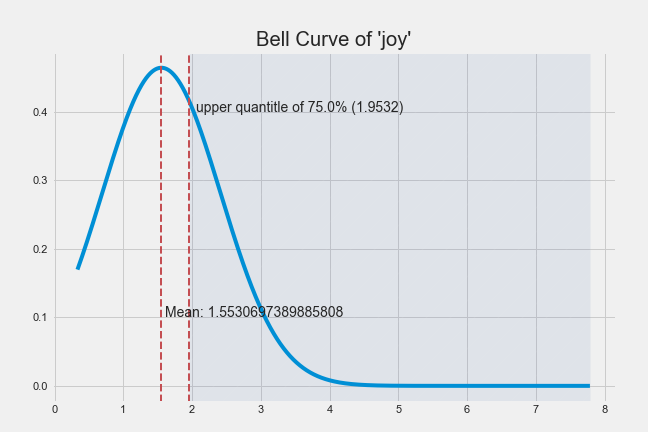 Bell Curve of 'joy'
upper quantitle of 75.0% (1.9532)
Mean: 1.5530697389885808
0.4
0.3
0.2
0.1
0.0
0 1 2 3 4 5 6 7 8